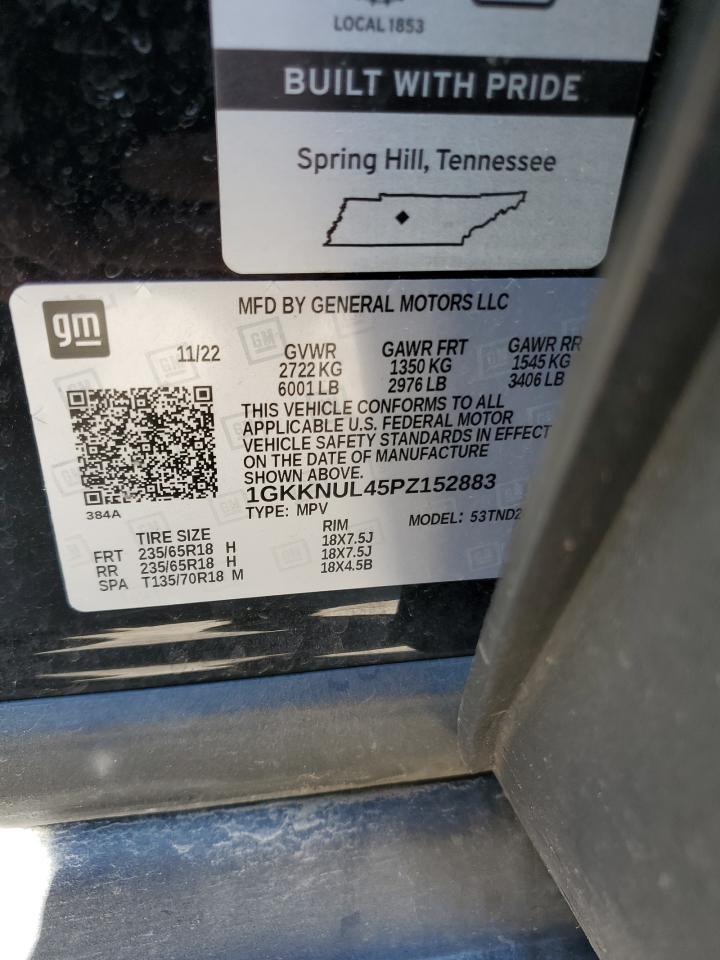 LOCAL 1853
BUILT WITH PRIDE
Spring Hill, Tennessee
gm
MFD BY GENERAL MOTORS LLC
11/22 GVWR GAWR FRT GAWR RR
2722 KG 1350 KG 1545 KG
6001 LB 2976 LB 3406 LB
THIS VEHICLE CONFORMS TO ALL
APPLICABLE U.S. FEDERAL MOTOR
VEHICLE SAFETY STANDARDS IN EFFECT
ON THE DATE OF MANUFACTURE
SHOWN ABOVE.
1GKKNUL45PZ152883
384A
TYPE: MPV MODEL: 53TND2
TIRE SIZE RIM
FRT 235/65R18 H 18X7.5J
RR 235/65R18 H 18X7.5J
SPA T135/70R18 M 18X4.5B